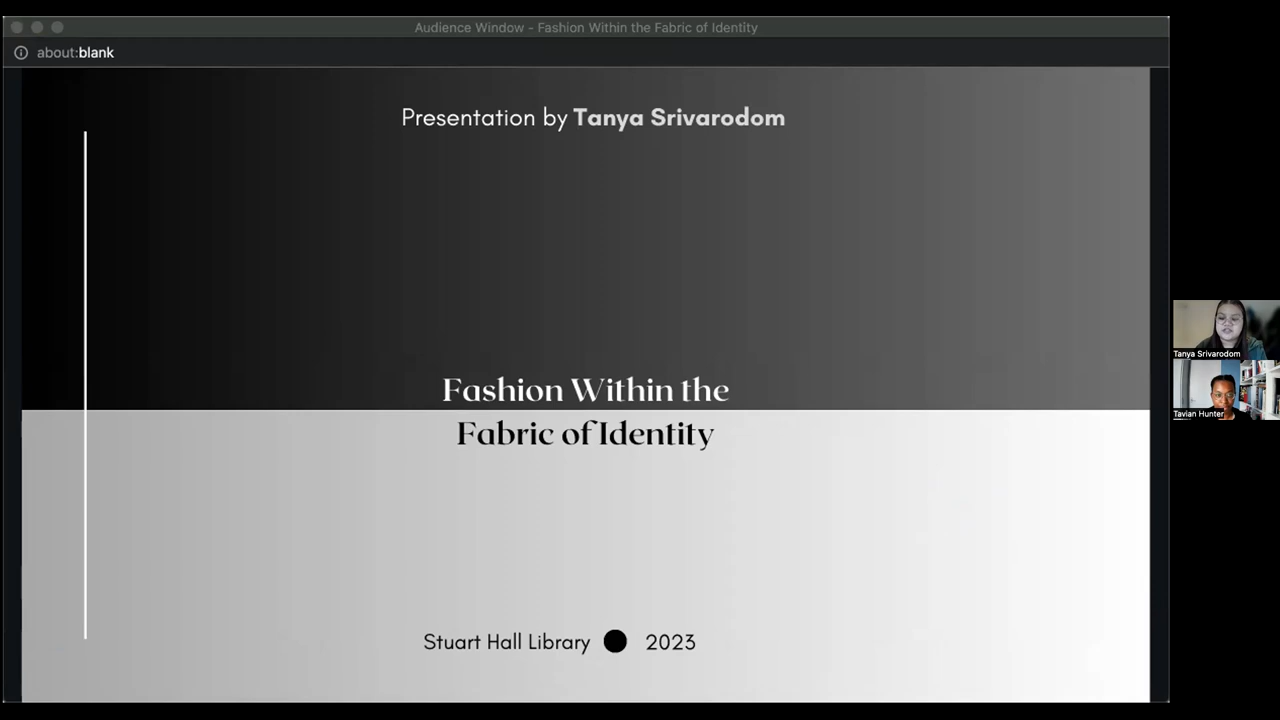 Audience Window - Fashion Within the Fabric of Identity
about:blank
Presentation by Tanya Srivarodom
Fashion Within the
Fabric of Identity
Stuart Hall Library 2023
Tanya Srivarodom
Tavian Hunter